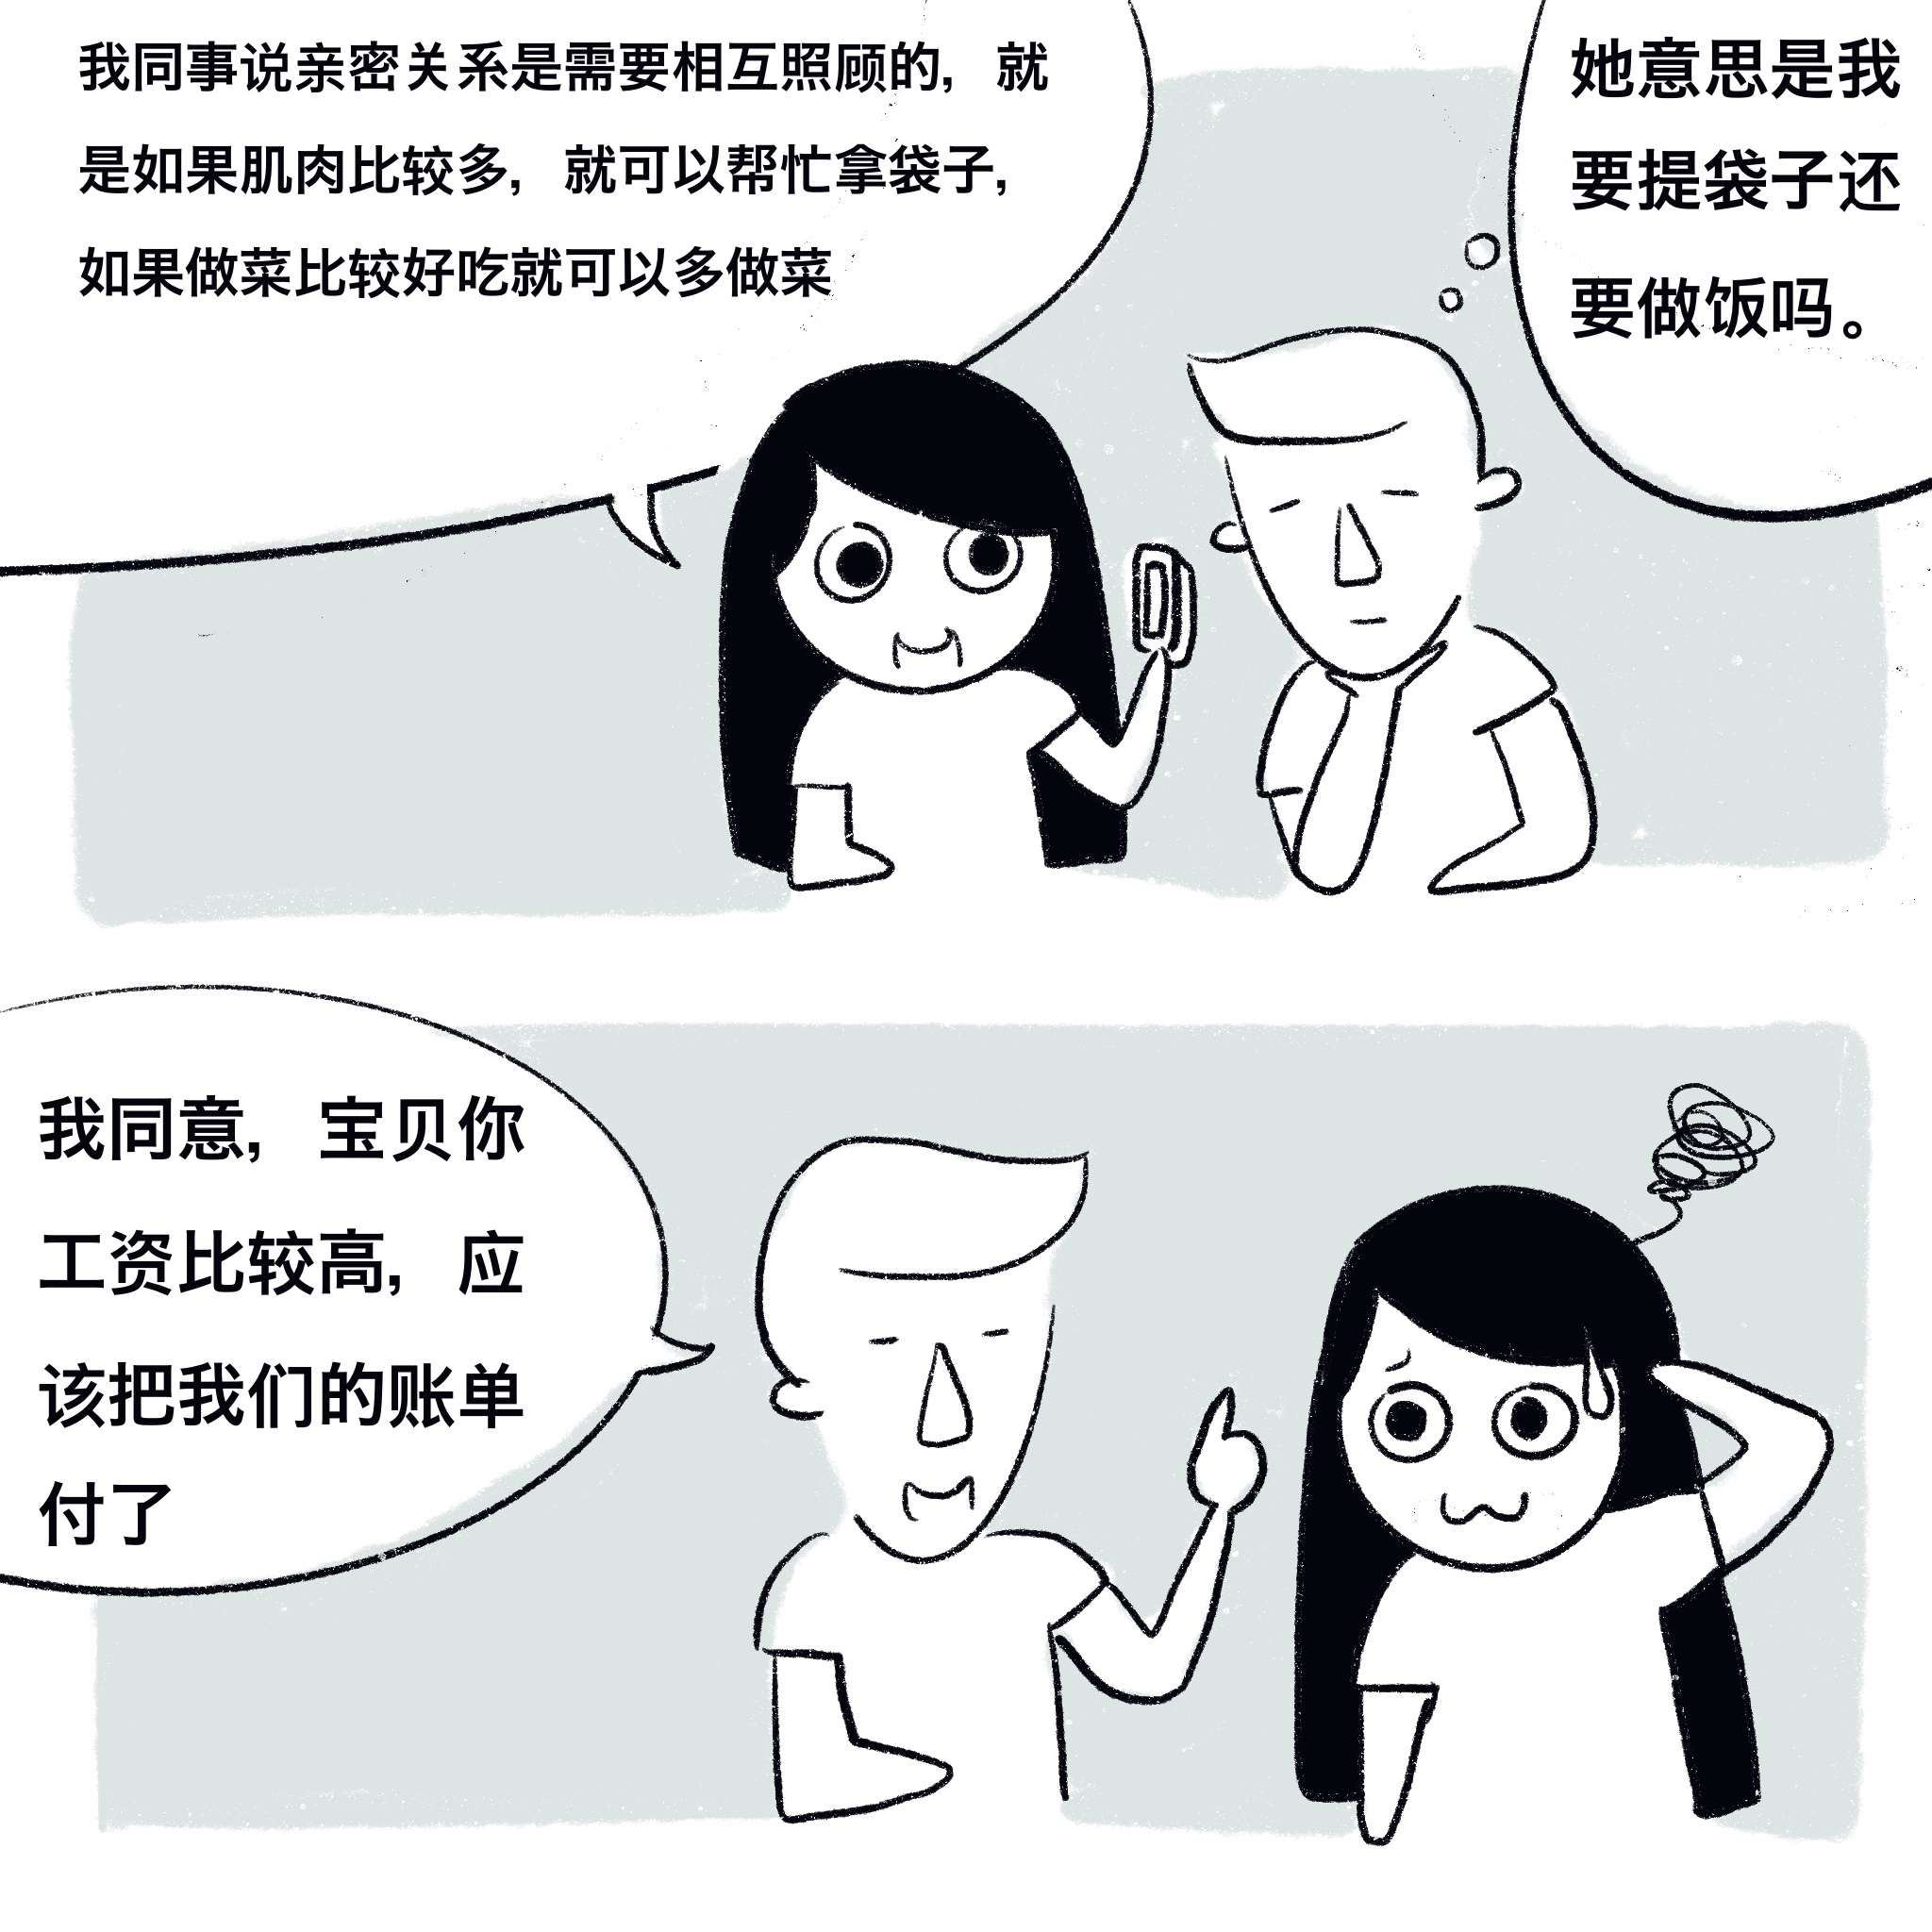 我同事说亲密关系是需要相互照顾的，就
是如果肌肉比较多，就可以帮忙拿袋子，
如果做菜比较好吃就可以多做菜
她意思是我
要提袋子还
要做饭吗。
我同意，宝贝你
工资比较高，应
该把我们的账单
付了